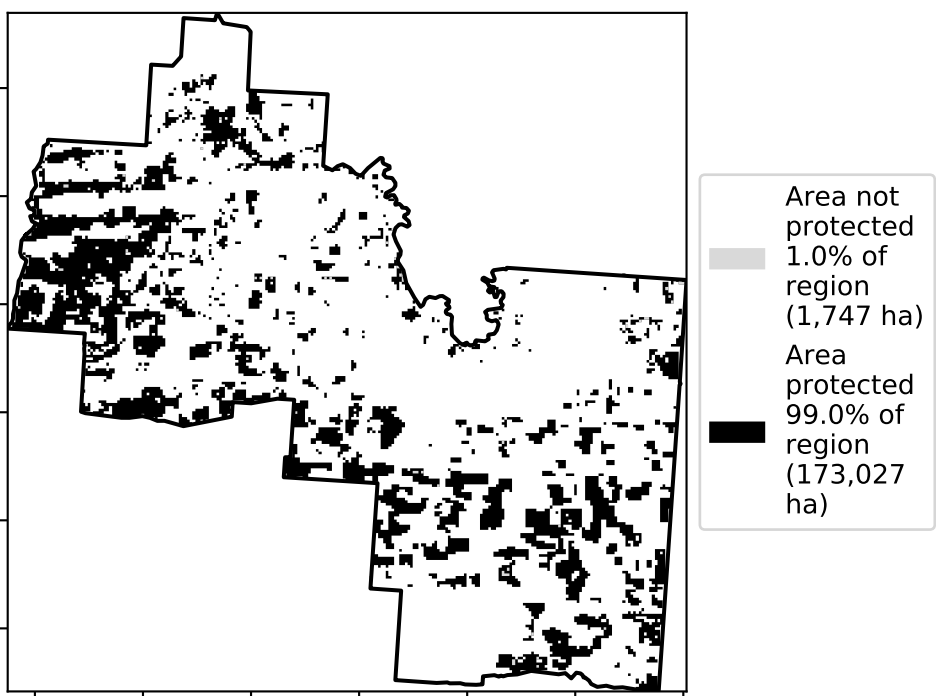 Area not
protected
1.0% of
region
(1,747 ha)
Area
protected
99.0% of
region
(173,027
ha)